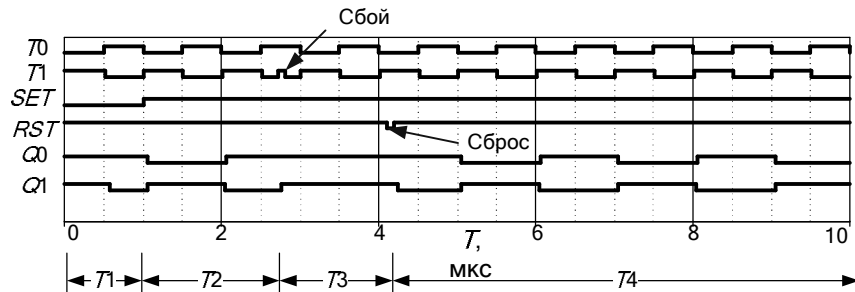 Сбой
T0
T1
SET
RST
Сброс
Q0
Q1
0 2 4 6 8 10
T,
мкс
T1 T2 T3 T4